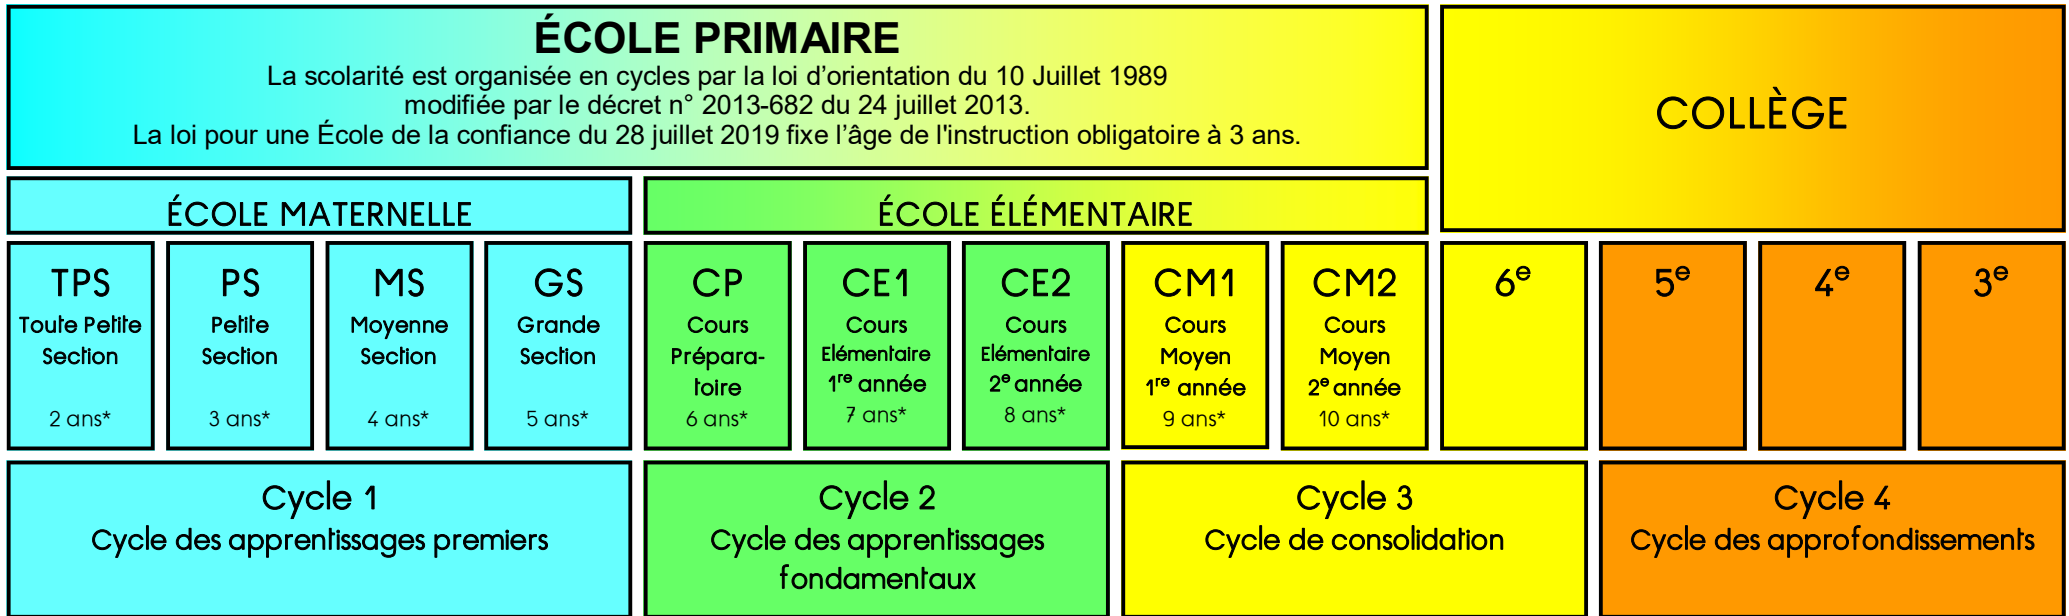 ÉCOLE PRIMAIRE
La scolarité est organisée en cycles par la loi d'orientation du 10 Juillet 1989
modifiée par le décret n° 2013-682 du 24 juillet 2013.
La loi pour une École de la confiance du 28 juillet 2019 fixe l'âge de l'instruction obligatoire à 3 ans.
COLLÈGE
ÉCOLE MATERNELLE
ÉCOLE ÉLÉMENTAIRE
TPS
Toute Petite
Section
2 ans*
PS
Petite
Section
3 ans*
MS
Moyenne
Section
4 ans*
GS
Grande
Section
5 ans*
CP
Cours
Prépara-
toire
6 ans*
CE1
Cours
Elémentaire
1re année
7 ans*
CE2
Cours
Elémentaire
2e année
8 ans*
CM1
Cours
Moyen
1re année
9 ans*
CM2
Cours
Moyen
2e année
10 ans*
6e
5e
4e
3e
Cycle 1
Cycle des apprentissages premiers
Cycle 2
Cycle des apprentissages
fondamentaux
Cycle 3
Cycle de consolidation
Cycle 4
Cycle des approfondissements